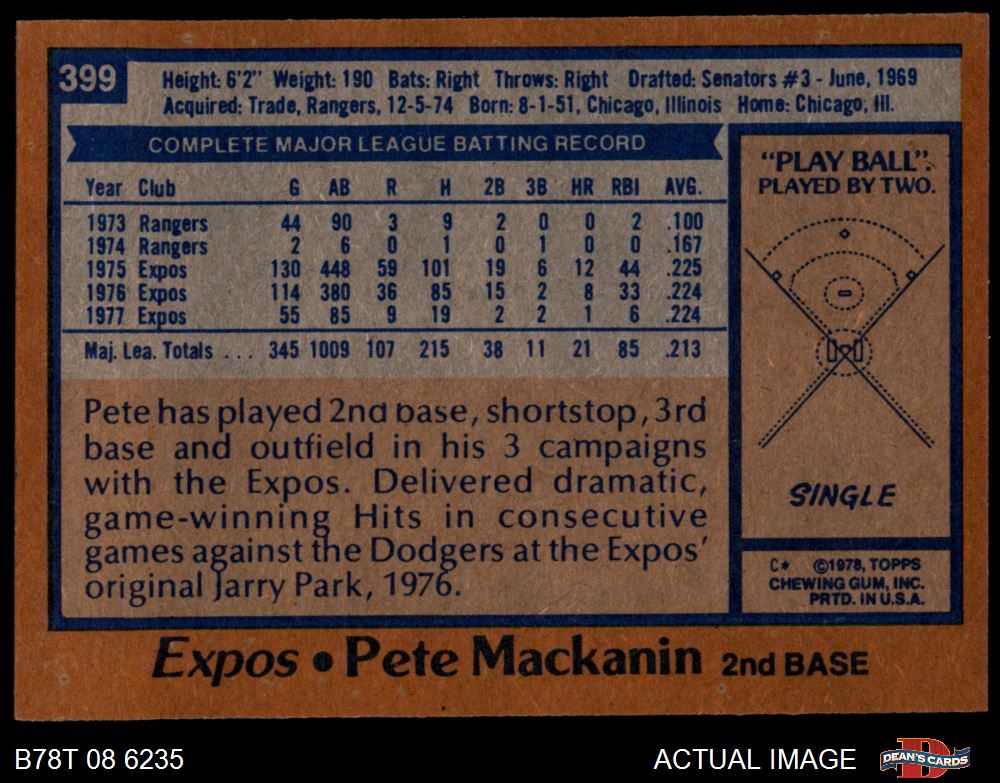 399
Height: 6'2" Weight: 190 Bats: Right Throws: Right Drafted: Senators #3 - June, 1969
Acquired: Trade, Rangers, 12-5-74 Born: 8-1-51, Chicago, Illinois Home: Chicago, Ill.
COMPLETE MAJOR LEAGUE BATTING RECORD
Year Club G AB R H 2B 3B HR RBI AVG.
1973 Rangers 44 90 3 9 2 0 0 2 .100
1974 Rangers 2 6 0 1 0 1 0 0 .167
1975 Expos 130 448 59 101 19 6 12 44 .225
1976 Expos 114 380 36 85 15 2 8 33 .224
1977 Expos 55 85 9 19 2 2 1 6 .224
Maj. Lea. Totals ... 345 1009 107 215 38 11 21 85 .213
Pete has played 2nd base, shortstop, 3rd
base and outfield in his 3 campaigns
with the Expos. Delivered dramatic,
game-winning Hits in consecutive
games against the Dodgers at the Expos'
original Jarry Park, 1976.
"PLAY BALL".
PLAYED BY TWO.
SINGLE
C* ©1978, TOPPS
CHEWING GUM, INC.
PRTD. IN U.S.A.
Expos • Pete Mackanin 2nd BASE
B78T 08 6235
ACTUAL IMAGE
DEAN'S CARDS